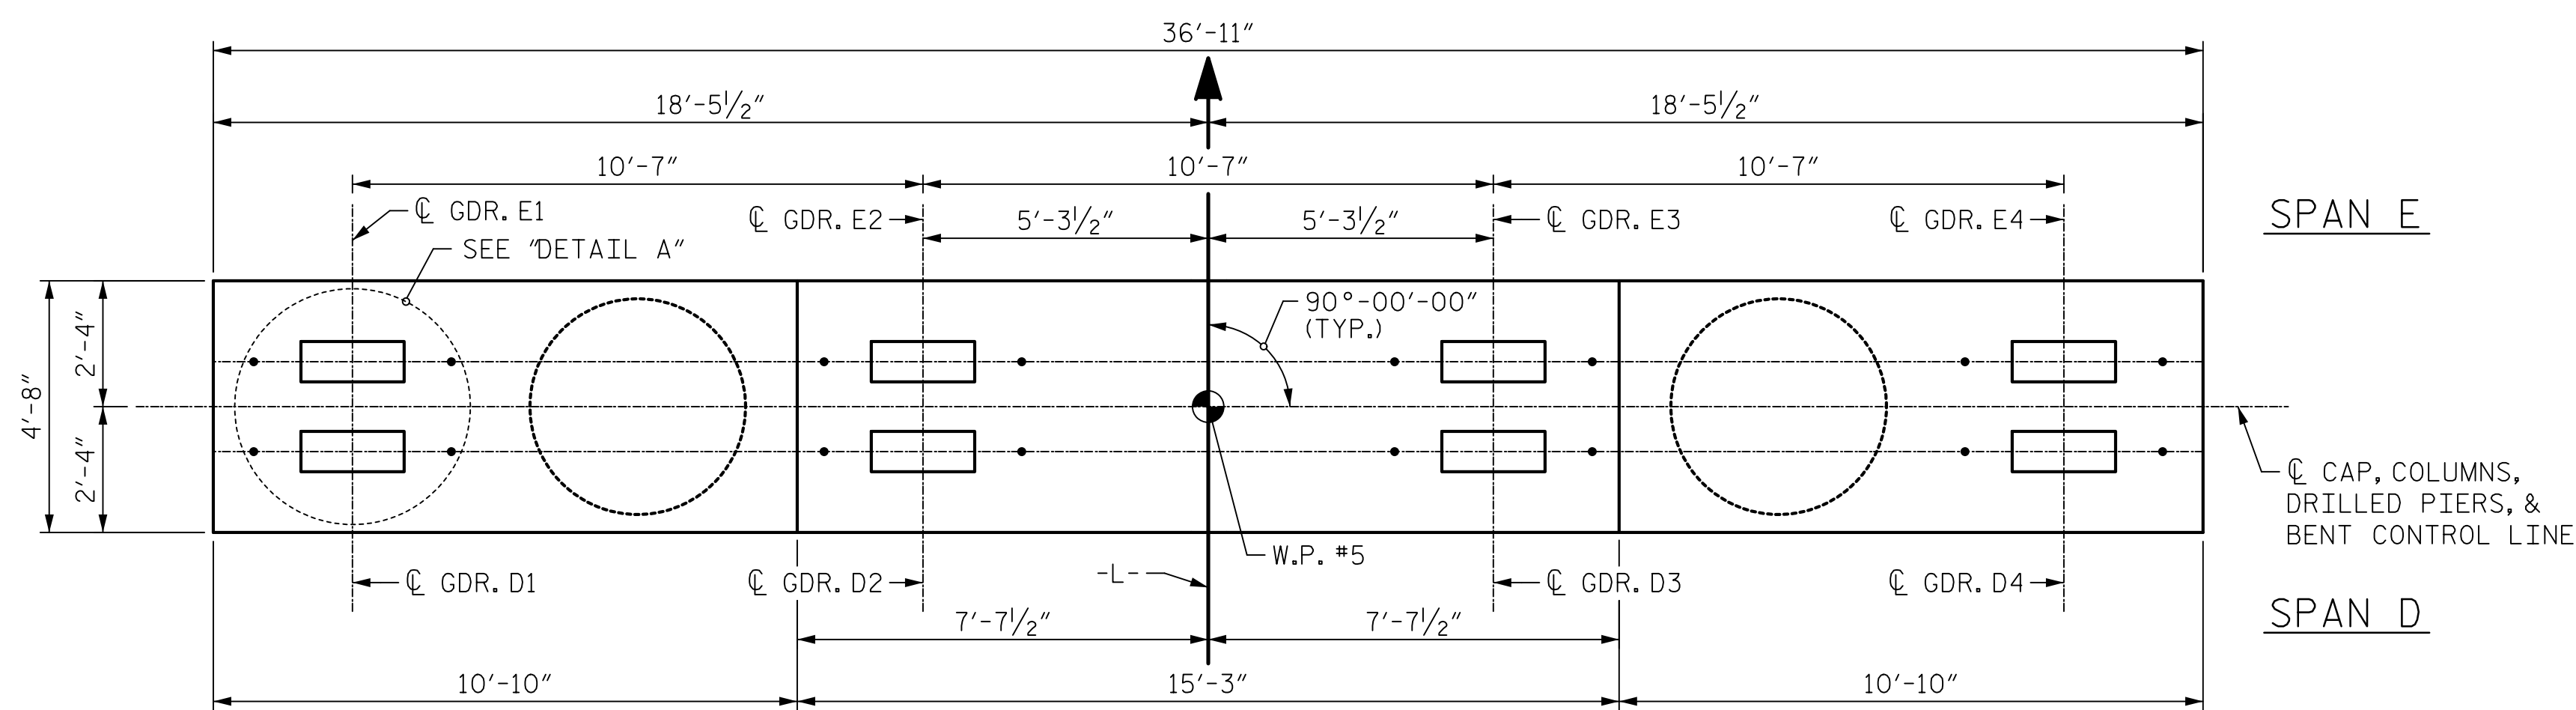 36'-11"
18'-5½" 18'-5½"
10'-7" 10'-7" 10'-7"
℄ GDR. E1 ℄ GDR. E2 5'-3½" 5'-3½" ℄ GDR. E3 ℄ GDR. E4 SPAN E
SEE "DETAIL A"
90°-00'-00"
(TYP.)
2'-4"
4'-8"
2'-4"
℄ CAP, COLUMNS,
DRILLED PIERS, &
BENT CONTROL LINE
W.P. #5
℄ GDR. D1 ℄ GDR. D2 -L- ℄ GDR. D3 ℄ GDR. D4
SPAN D
7'-7½" 7'-7½"
10'-10" 15'-3" 10'-10"